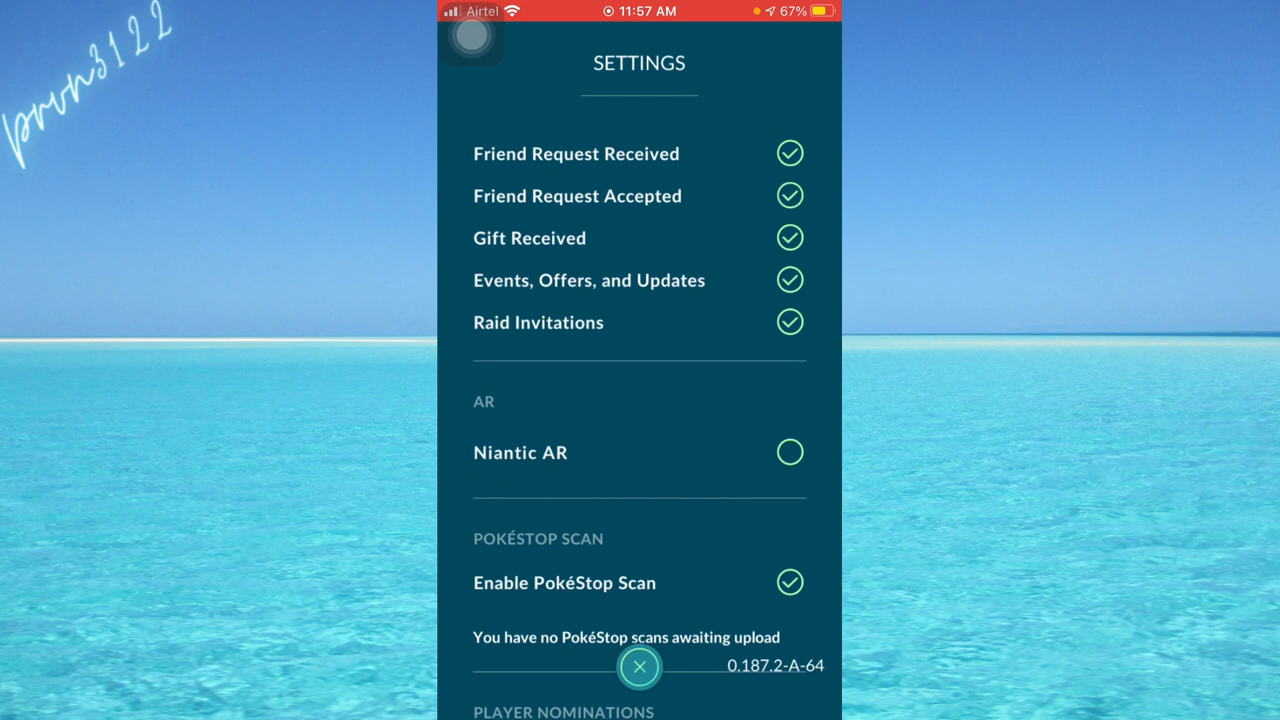 prvn3122
Airtel 11:57 AM 67%
SETTINGS
Friend Request Received
Friend Request Accepted
Gift Received
Events, Offers, and Updates
Raid Invitations
AR
Niantic AR
POKÉSTOP SCAN
Enable PokéStop Scan
You have no PokéStop scans awaiting upload
0.187.2-A-64
PLAYER NOMINATIONS